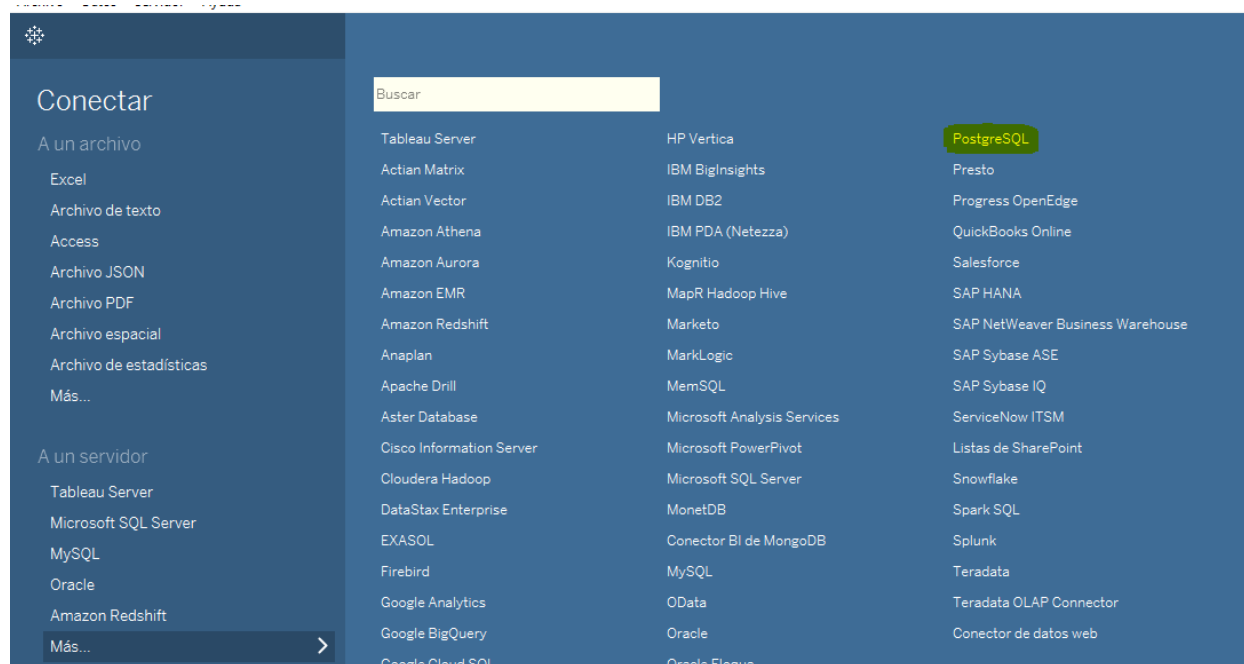 Conectar
A un archivo
Excel
Archivo de texto
Access
Archivo JSON
Archivo PDF
Archivo espacial
Archivo de estadísticas
Más...
A un servidor
Tableau Server
Microsoft SQL Server
MySQL
Oracle
Amazon Redshift
Más...
Buscar
Tableau Server
Actian Matrix
Actian Vector
Amazon Athena
Amazon Aurora
Amazon EMR
Amazon Redshift
Anaplan
Apache Drill
Aster Database
Cisco Information Server
Cloudera Hadoop
DataStax Enterprise
EXASOL
Firebird
Google Analytics
Google BigQuery
Google Cloud SQL
HP Vertica
IBM BigInsights
IBM DB2
IBM PDA (Netezza)
Kognitio
MapR Hadoop Hive
Marketo
MarkLogic
MemSQL
Microsoft Analysis Services
Microsoft PowerPivot
Microsoft SQL Server
MonetDB
Conector BI de MongoDB
MySQL
OData
Oracle
Oracle Eloqua
PostgreSQL
Presto
Progress OpenEdge
QuickBooks Online
Salesforce
SAP HANA
SAP NetWeaver Business Warehouse
SAP Sybase ASE
SAP Sybase IQ
ServiceNow ITSM
Listas de SharePoint
Snowflake
Spark SQL
Splunk
Teradata
Teradata OLAP Connector
Conector de datos web